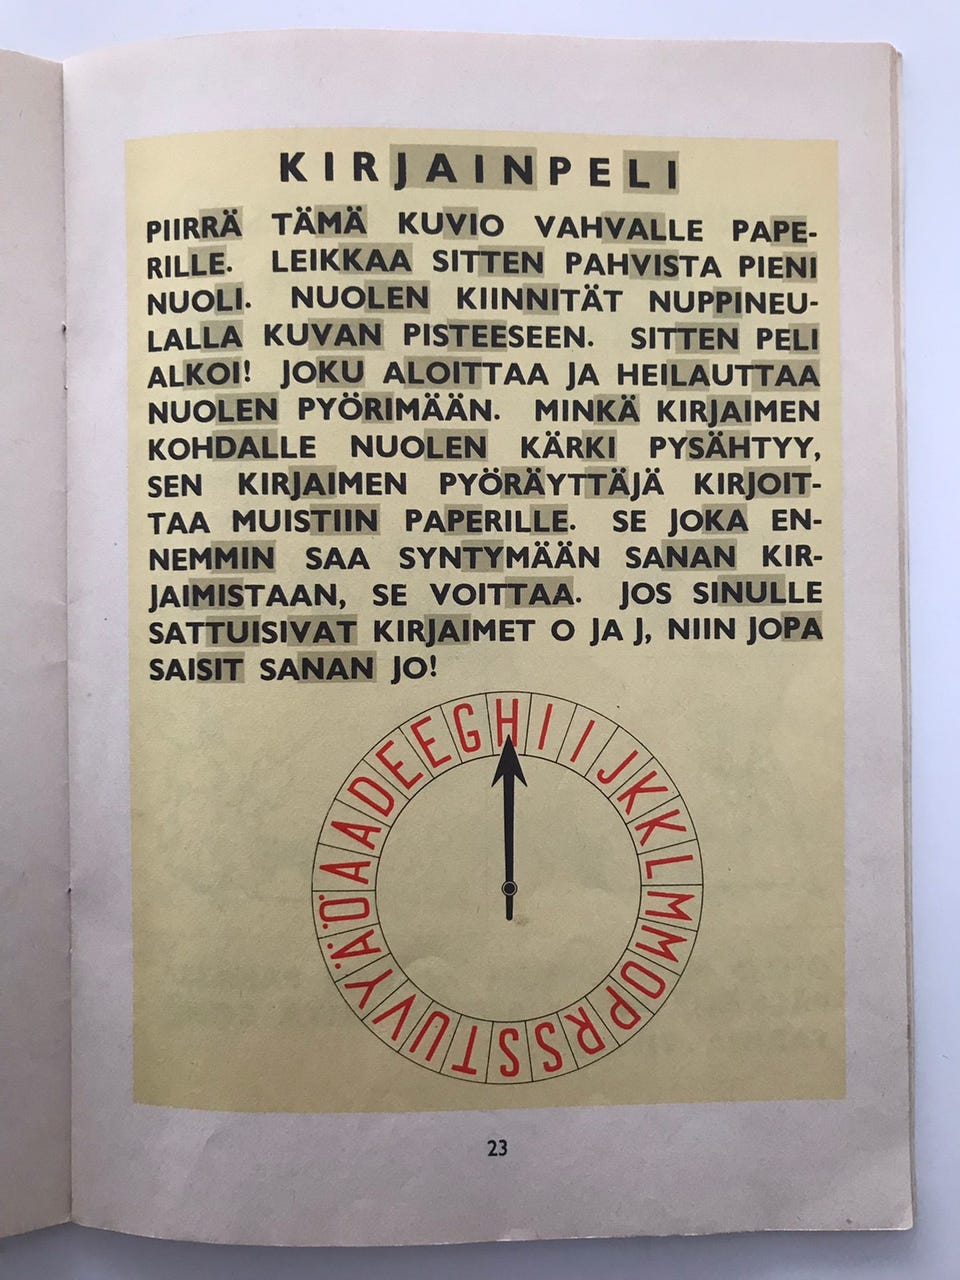 KIRJAINPELI
PIIRRÄ TÄMÄ KUVIO VAHVALLE PAPE-
RILLE. LEIKKAA SITTEN PAHVISTA PIENI
NUOLI. NUOLEN KIINNITÄT NUPPINEU-
LALLA KUVAN PISTEESEEN. SITTEN PELI
ALKOI! JOKU ALOITTAA JA HEILAUTTAA
NUOLEN PYÖRIMÄÄN. MINKÄ KIRJAIMEN
KOHDALLE NUOLEN KÄRKI PYSÄHTYY,
SEN KIRJAIMEN PYÖRÄYTTÄJÄ KIRJOIT-
TAA MUISTIIN PAPERILLE. SE JOKA EN-
NEMMIN SAA SYNTYMÄÄN SANAN KIR-
JAIMISTAAN, SE VOITTAA. JOS SINULLE
SATTUISIVAT KIRJAIMET O JA J, NIIN JOPA
SAISIT SANAN JO!
A A D E E G H I I J K K L M M O P R S S T U V Y Ä Ö
23